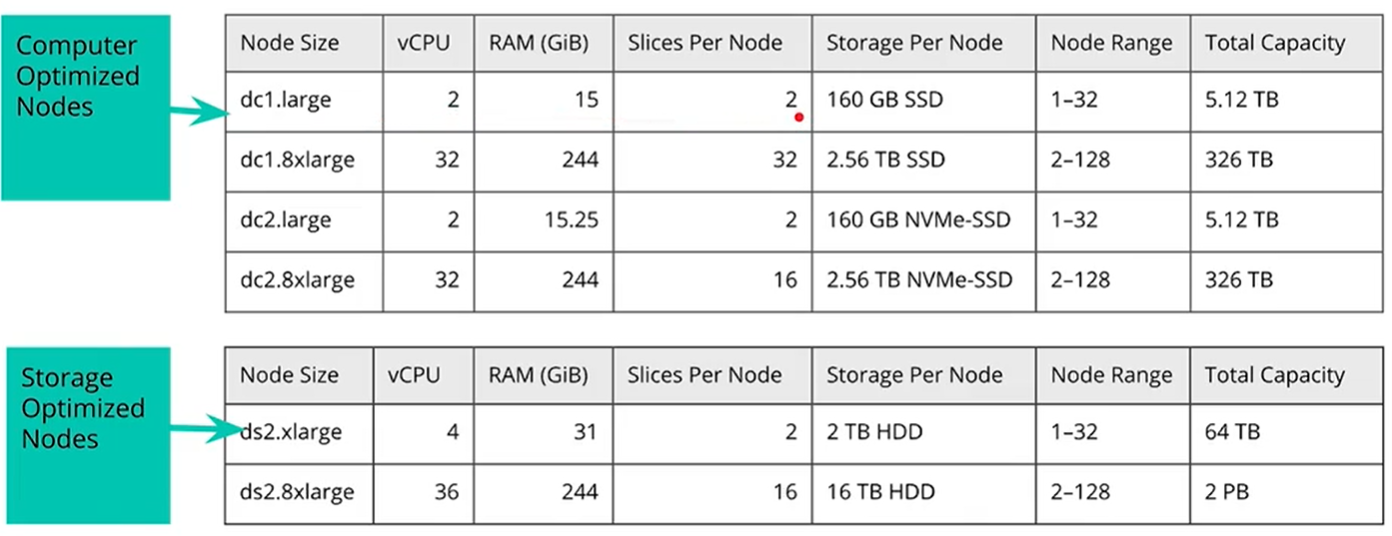 Computer
Optimized
Nodes
Node Size vCPU RAM (GiB) Slices Per Node Storage Per Node Node Range Total Capacity
dc1.large 2 15 2 160 GB SSD 1–32 5.12 TB
dc1.8xlarge 32 244 32 2.56 TB SSD 2–128 326 TB
dc2.large 2 15.25 2 160 GB NVMe-SSD 1–32 5.12 TB
dc2.8xlarge 32 244 16 2.56 TB NVMe-SSD 2–128 326 TB
Storage
Optimized
Nodes
Node Size vCPU RAM (GiB) Slices Per Node Storage Per Node Node Range Total Capacity
ds2.xlarge 4 31 2 2 TB HDD 1–32 64 TB
ds2.8xlarge 36 244 16 16 TB HDD 2–128 2 PB